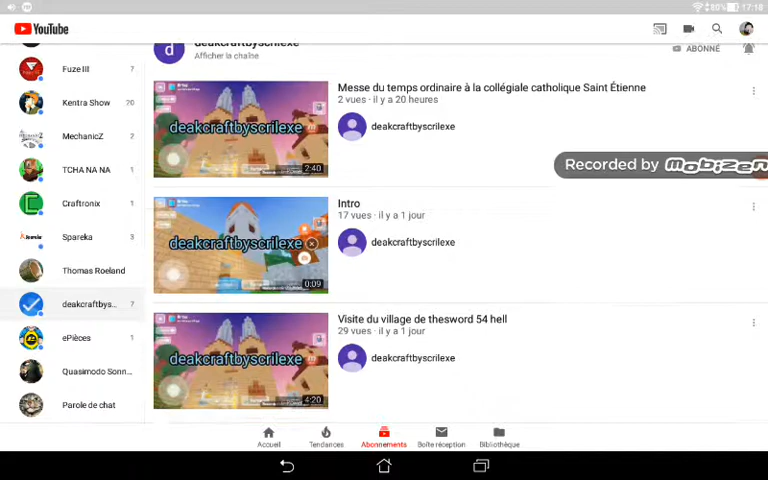 80% 17:18
YouTube
deakcraftbyscrilexe
Afficher la chaîne
ABONNÉ
Fuze III 7
Kentra Show 20
MechanicZ 2
TCHA NA NA 1
Craftronix 1
Spareka 3
Thomas Roeland
deakcraftbys... 7
ePièces 1
Quasimodo Sonn...
Parole de chat
deakcraftbyscrilexe
2:40
Messe du temps ordinaire à la collégiale catholique Saint Étienne
2 vues · il y a 20 heures
deakcraftbyscrilexe
Recorded by mobizen
deakcraftbyscrilexe
0:09
Intro
17 vues · il y a 1 jour
deakcraftbyscrilexe
deakcraftbyscrilexe
4:20
Visite du village de thesword 54 hell
29 vues · il y a 1 jour
deakcraftbyscrilexe
Accueil
Tendances
Abonnements
Boîte réception
Bibliothèque